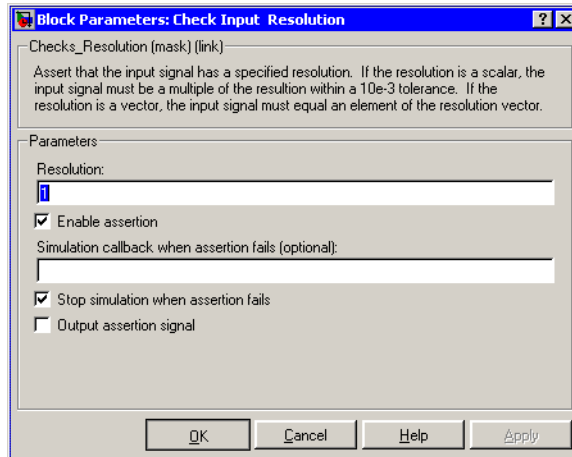 Block Parameters: Check Input Resolution
Checks_Resolution (mask) (link)
Assert that the input signal has a specified resolution. If the resolution is a scalar, the
input signal must be a multiple of the resultion within a 10e-3 tolerance. If the
resolution is a vector, the input signal must equal an element of the resolution vector.
Parameters
Resolution:
1
Enable assertion
Simulation callback when assertion fails (optional):
Stop simulation when assertion fails
Output assertion signal
OK Cancel Help Apply